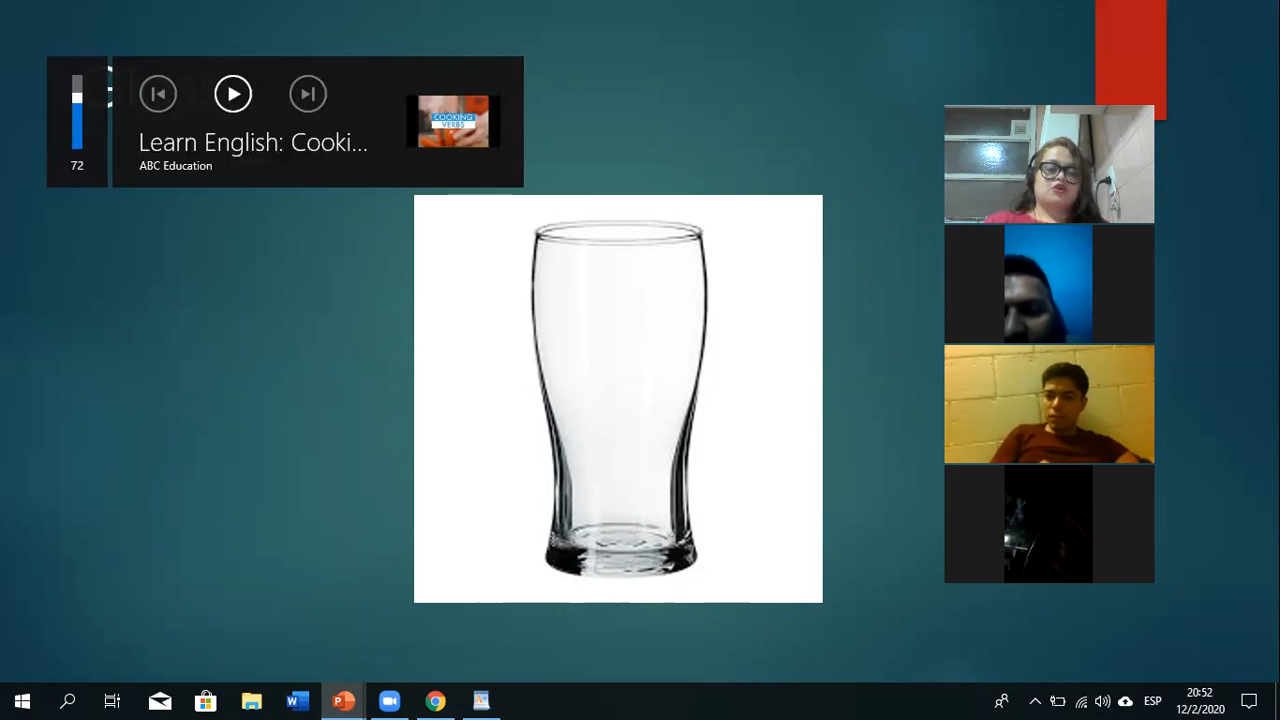 72
Learn English: Cooki...
ABC Education
COOKING
VERBS
ESP
20:52
12/2/2020